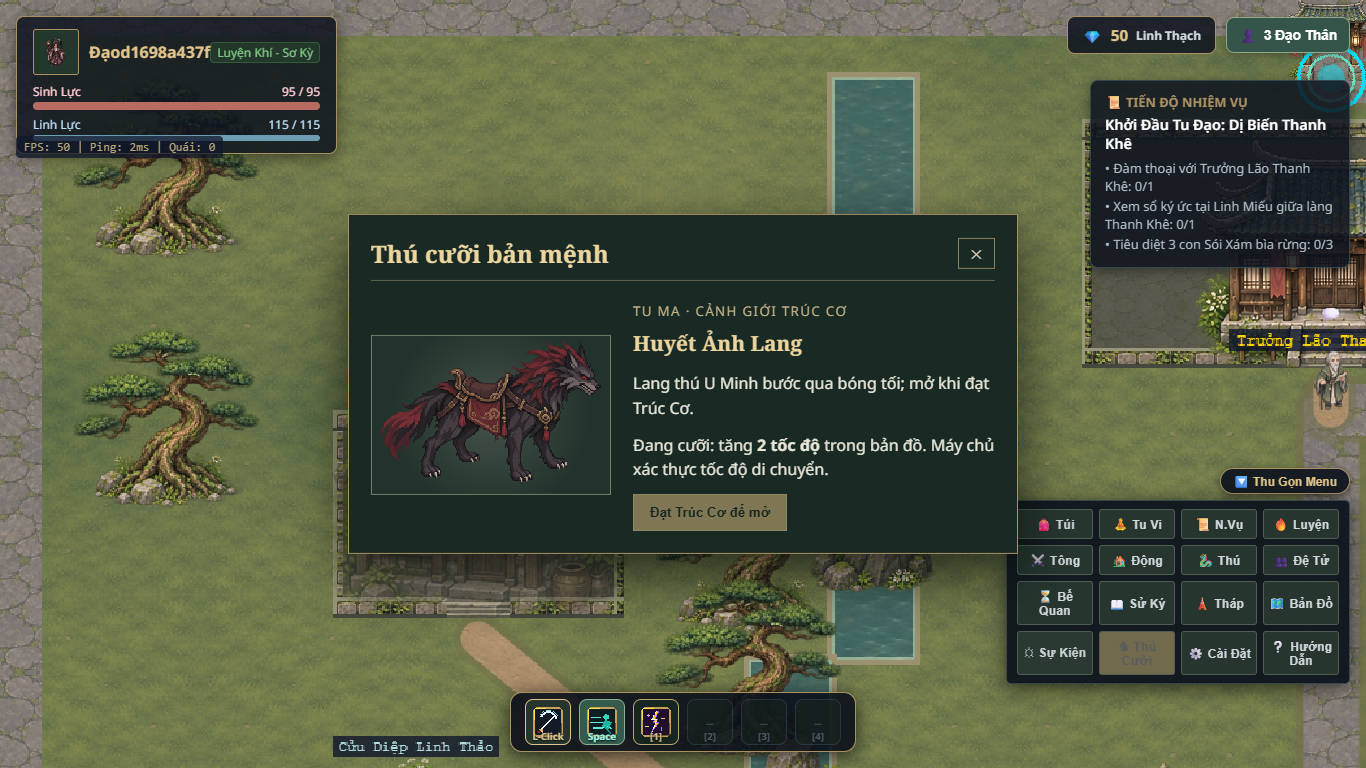 Đạod1698a437f
Luyện Khí - Sơ Kỳ
Sinh Lực
95 / 95
Linh Lực
115 / 115
FPS: 50 | Ping: 2ms | Quái: 0
50 Linh Thạch
3 Đạo Thân
TIẾN ĐỘ NHIỆM VỤ
Khởi Đầu Tu Đạo: Dị Biến Thanh
Khê
• Đàm thoại với Trưởng Lão Thanh
Khê: 0/1
• Xem sổ ký ức tại Linh Miếu giữa làng
Thanh Khê: 0/1
• Tiêu diệt 3 con Sói Xám bìa rừng: 0/3
Trưởng Lão Tha
Thú cưỡi bản mệnh
×
TU MA · CẢNH GIỚI TRÚC CƠ
Huyết Ảnh Lang
Lang thú U Minh bước qua bóng tối; mở khi đạt
Trúc Cơ.
Đang cưỡi: tăng 2 tốc độ trong bản đồ. Máy chủ
xác thực tốc độ di chuyển.
Đạt Trúc Cơ để mở
Thu Gọn Menu
Túi
Tu Vi
N.Vụ
Luyện
Tông
Động
Thú
Đệ Tử
Bế
Quan
Sử Ký
Tháp
Bản Đồ
Sự Kiện
Thú
Cưỡi
Cài Đặt
Hướng
Dẫn
L-Click
Space
[1]
[2]
[3]
[4]
Cửu Diệp Linh Thảo